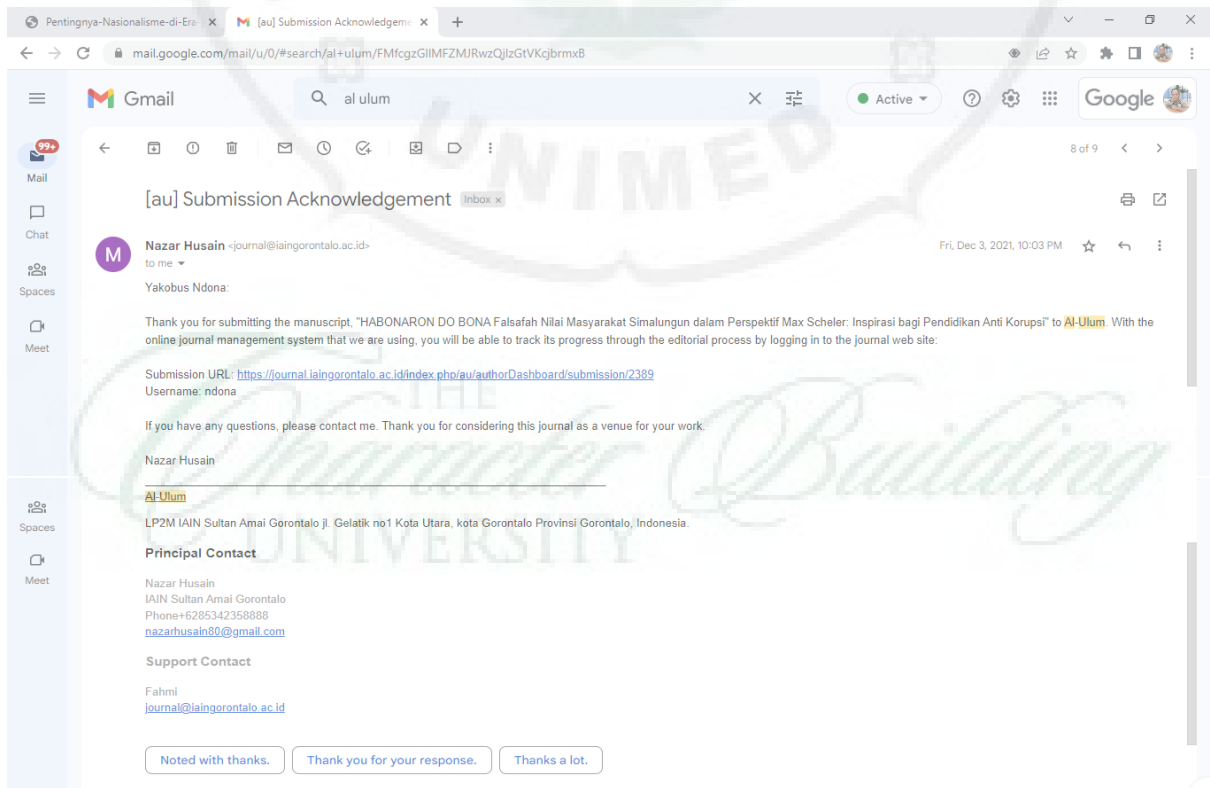 Pentingnya-Nasionalisme-di-Era-
[au] Submission Acknowledgeme
mail.google.com/mail/u/0/#search/al+ulum/FMfcgzGllMFZMJRwzQjlzGtVKcjbrmxB
Gmail
al ulum
Active
Google
99+
Mail
Chat
Spaces
Meet
Spaces
Meet
8 of 9
[au] Submission Acknowledgement Inbox x
M
Nazar Husain <journal@iaingorontalo.ac.id>
Fri, Dec 3, 2021, 10:03 PM
to me
Yakobus Ndona:
Thank you for submitting the manuscript, "HABONARON DO BONA Falsafah Nilai Masyarakat Simalungun dalam Perspektif Max Scheler: Inspirasi bagi Pendidikan Anti Korupsi" to Al-Ulum. With the
online journal management system that we are using, you will be able to track its progress through the editorial process by logging in to the journal web site:
Submission URL: https://journal.iaingorontalo.ac.id/index.php/au/authorDashboard/submission/2389
Username: ndona
If you have any questions, please contact me. Thank you for considering this journal as a venue for your work.
Nazar Husain
Al-Ulum
LP2M IAIN Sultan Amai Gorontalo jl. Gelatik no1 Kota Utara, kota Gorontalo Provinsi Gorontalo, Indonesia.
Principal Contact
Nazar Husain
IAIN Sultan Amai Gorontalo
Phone+6285342358888
nazarhusain80@gmail.com
Support Contact
Fahmi
journal@iaingorontalo.ac.id
Noted with thanks.
Thank you for your response.
Thanks a lot.
UNIMED
THE
Character Building
UNIVERSITY